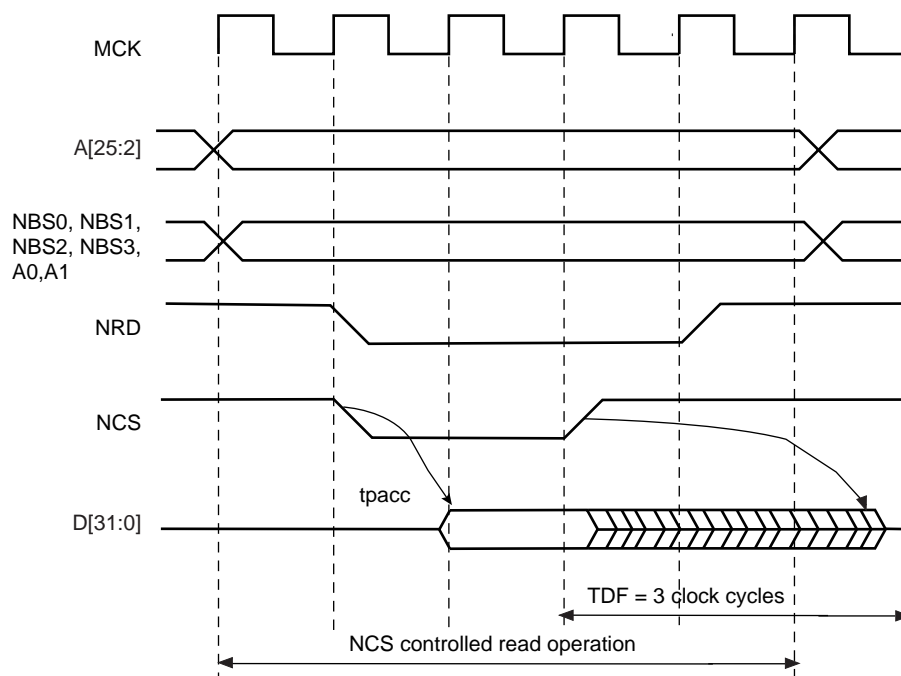 MCK
A[25:2]
NBS0, NBS1,
NBS2, NBS3,
A0,A1
NRD
NCS
tpacc
D[31:0]
TDF = 3 clock cycles
NCS controlled read operation